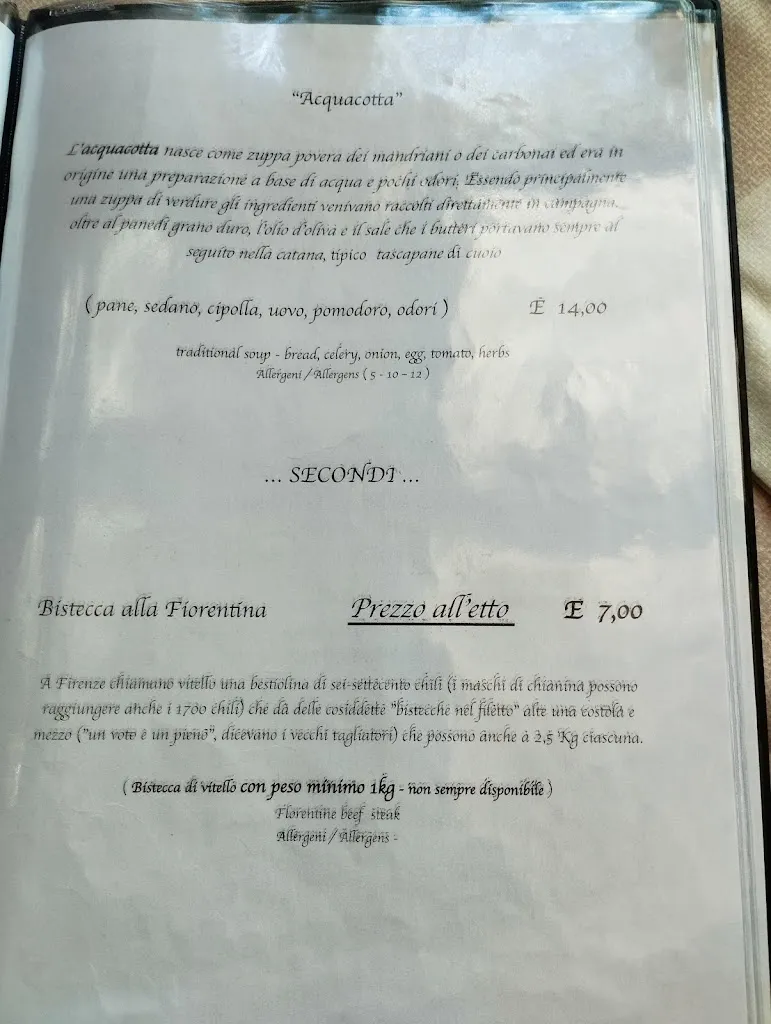 "Acquacotta"
L'acquacotta nasce come zuppa povera dei mandriani o dei carbonai ed era in
origine una preparazione a base di acqua e pochi odori. Essendo principalmente
una zuppa di verdure gli ingredienti venivano raccolti direttamente in campagna,
oltre al panedi grano duro, l'olio d'oliva e il sale che i butteri portavano sempre al
seguito nella catana, tipico tascapane di cuoio
( pane, sedano, cipolla, uovo, pomodoro, odori ) E 14,00
traditional soup - bread, celery, onion, egg, tomato, herbs
Allergeni / Allergens ( 5 - 10 - 12 )
... SECONDI ...
Bistecca alla Fiorentina Prezzo all'etto E 7,00
A Firenze chiamano vitello una bestiolina di sei-settecento chili (i maschi di chianina possono
raggiungere anche i 1700 chili) che dà delle cosiddette "bistecche nel filetto" alte una costola e
mezzo ("un voto e un pieno", dicevano i vecchi tagliatori) che possono anche a 2,5 Kg ciascuna.
( Bistecca di vitello con peso minimo 1kg - non sempre disponibile )
Florentine beef steak
Allergeni / Allergens -